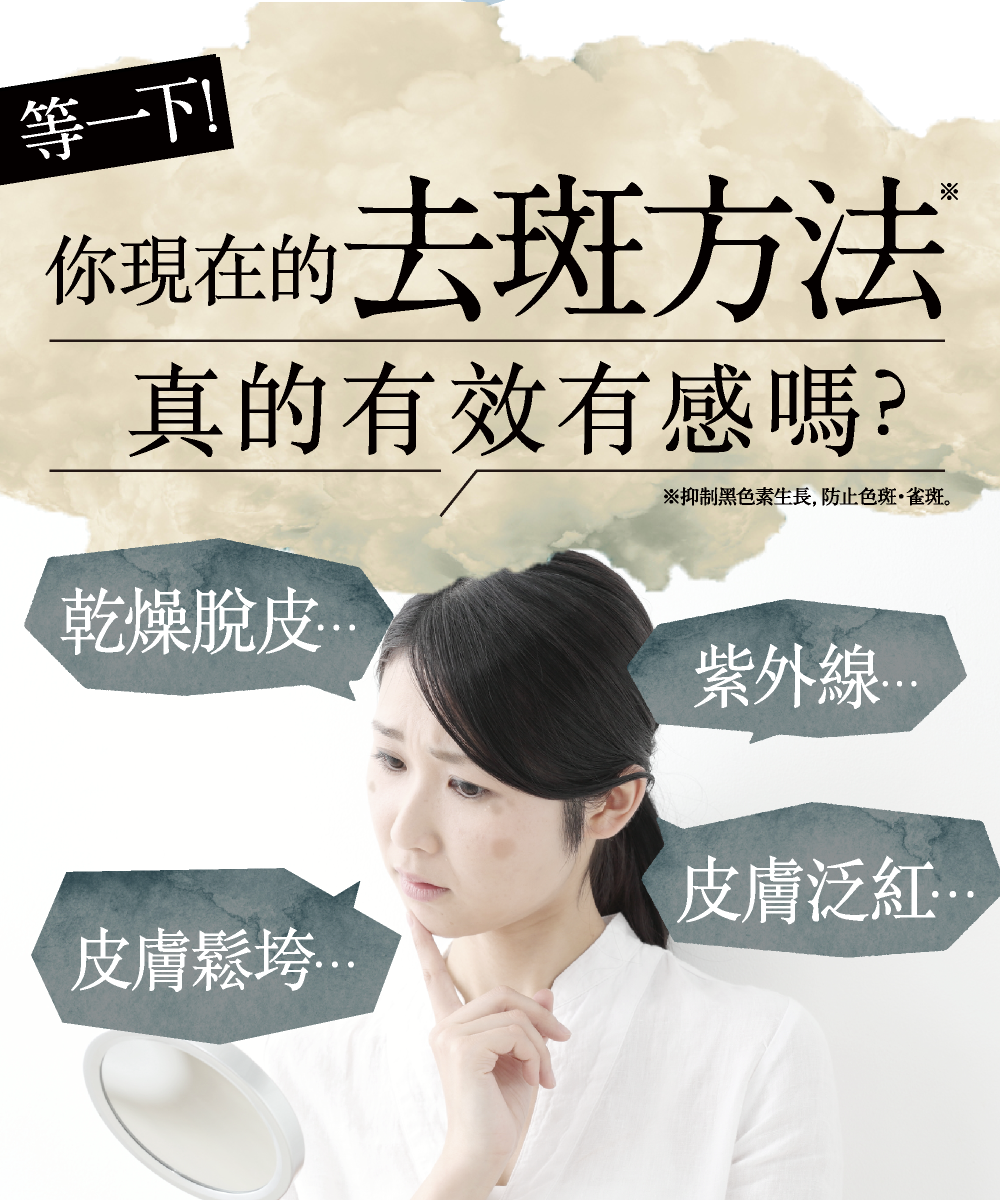 等一下!
你現在的去斑方法※
真的有效有感嗎?
※抑制黑色素生長,防止色斑・雀斑。
乾燥脫皮…
紫外線…
皮膚泛紅…
皮膚鬆垮…